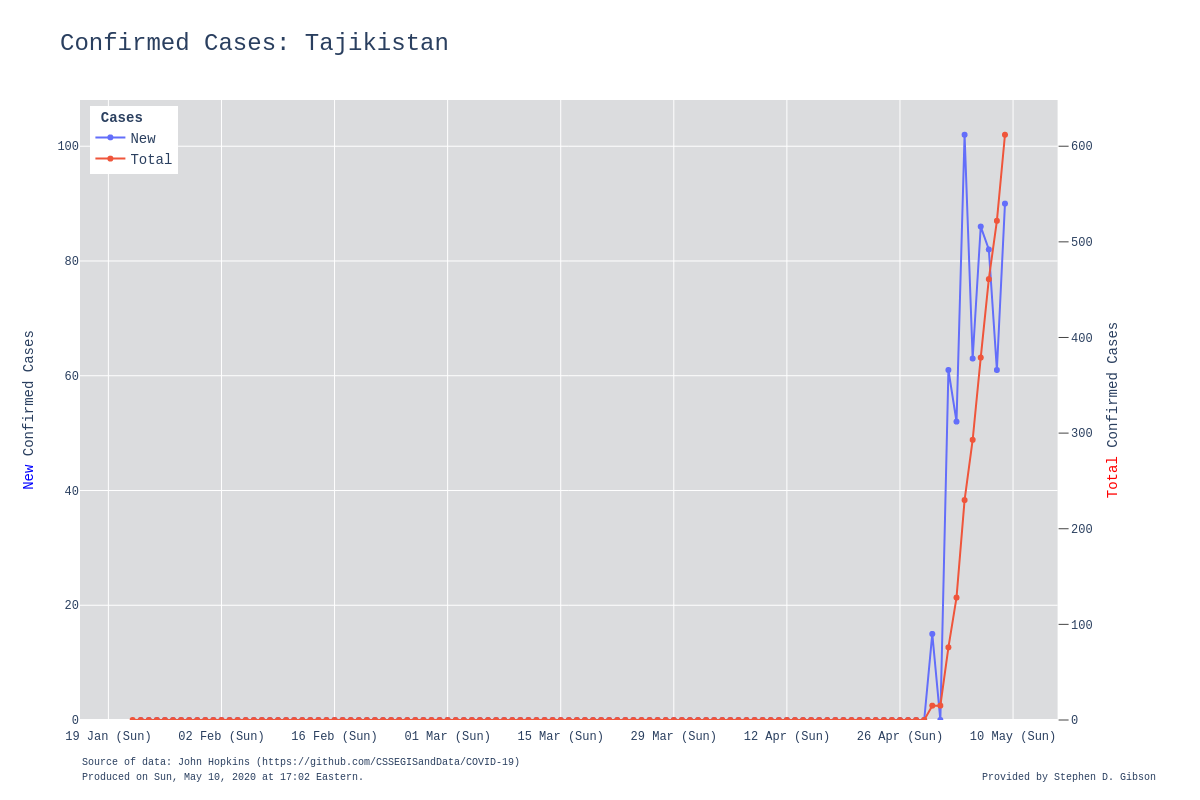 Confirmed Cases: Tajikistan
Cases
New
Total
100
80
60
40
20
0
New Confirmed Cases
600
500
400
300
200
100
0
Total Confirmed Cases
19 Jan (Sun) 02 Feb (Sun) 16 Feb (Sun) 01 Mar (Sun) 15 Mar (Sun) 29 Mar (Sun) 12 Apr (Sun) 26 Apr (Sun) 10 May (Sun)
Source of data: John Hopkins (https://github.com/CSSEGISandData/COVID-19)
Produced on Sun, May 10, 2020 at 17:02 Eastern.
Provided by Stephen D. Gibson